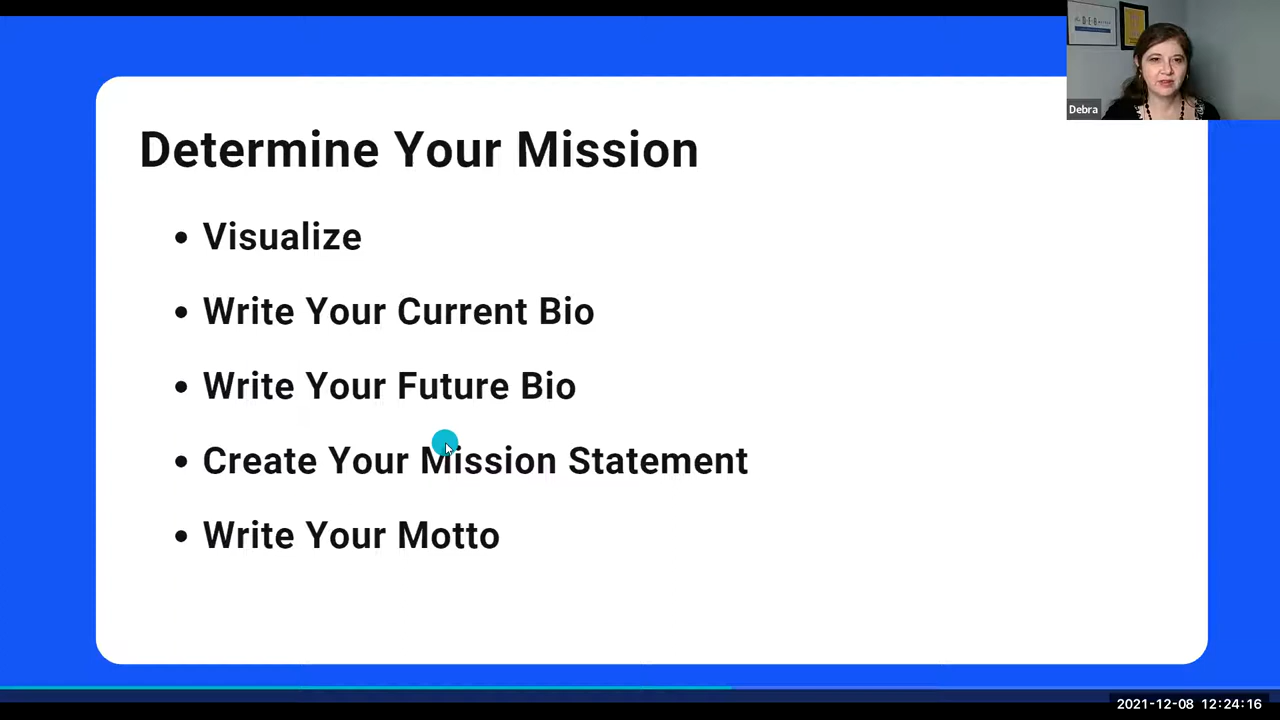 Determine Your Mission
• Visualize
• Write Your Current Bio
• Write Your Future Bio
• Create Your Mission Statement
• Write Your Motto
Debra
2021-12-08 12:24:16